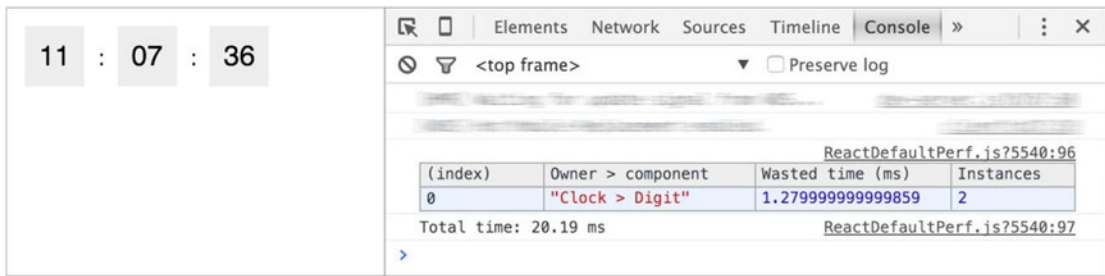 11 : 07 : 36
Elements Network Sources Timeline Console »
<top frame> ▼ Preserve log
ReactDefaultPerf.js?5540:96
(index) Owner > component Wasted time (ms) Instances
0 "Clock > Digit" 1.279999999999859 2
Total time: 20.19 ms ReactDefaultPerf.js?5540:97
>